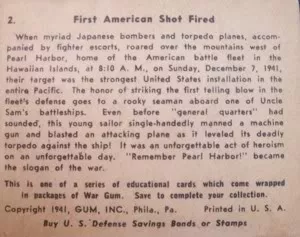 2. First American Shot Fired
When myriad Japanese bombers and torpedo planes, accom-
panied by fighter escorts, roared over the mountains west of
Pearl Harbor, home of the American battle fleet in the
Hawaiian Islands, at 8:10 A. M., on Sunday, December 7, 1941,
their target was the strongest United States installation in the
entire Pacific. The honor of striking the first telling blow in the
fleet's defense goes to a rooky seaman aboard one of Uncle
Sam's battleships. Even before "general quarters" had
sounded, this young sailor singlehandedly manned a machine
gun and blasted an attacking plane as it leveled its deadly
torpedo against the ship! It was an unforgettable act of heroism
on an unforgettable day. "Remember Pearl Harbor!" became
the slogan of the war.
This is one of a series of educational cards which come wrapped
in packages of War Gum. Save to complete your collection.
Copyright 1941, GUM, INC., Phila., Pa. Printed in U. S. A.
Buy U. S. Defense Savings Bonds or Stamps